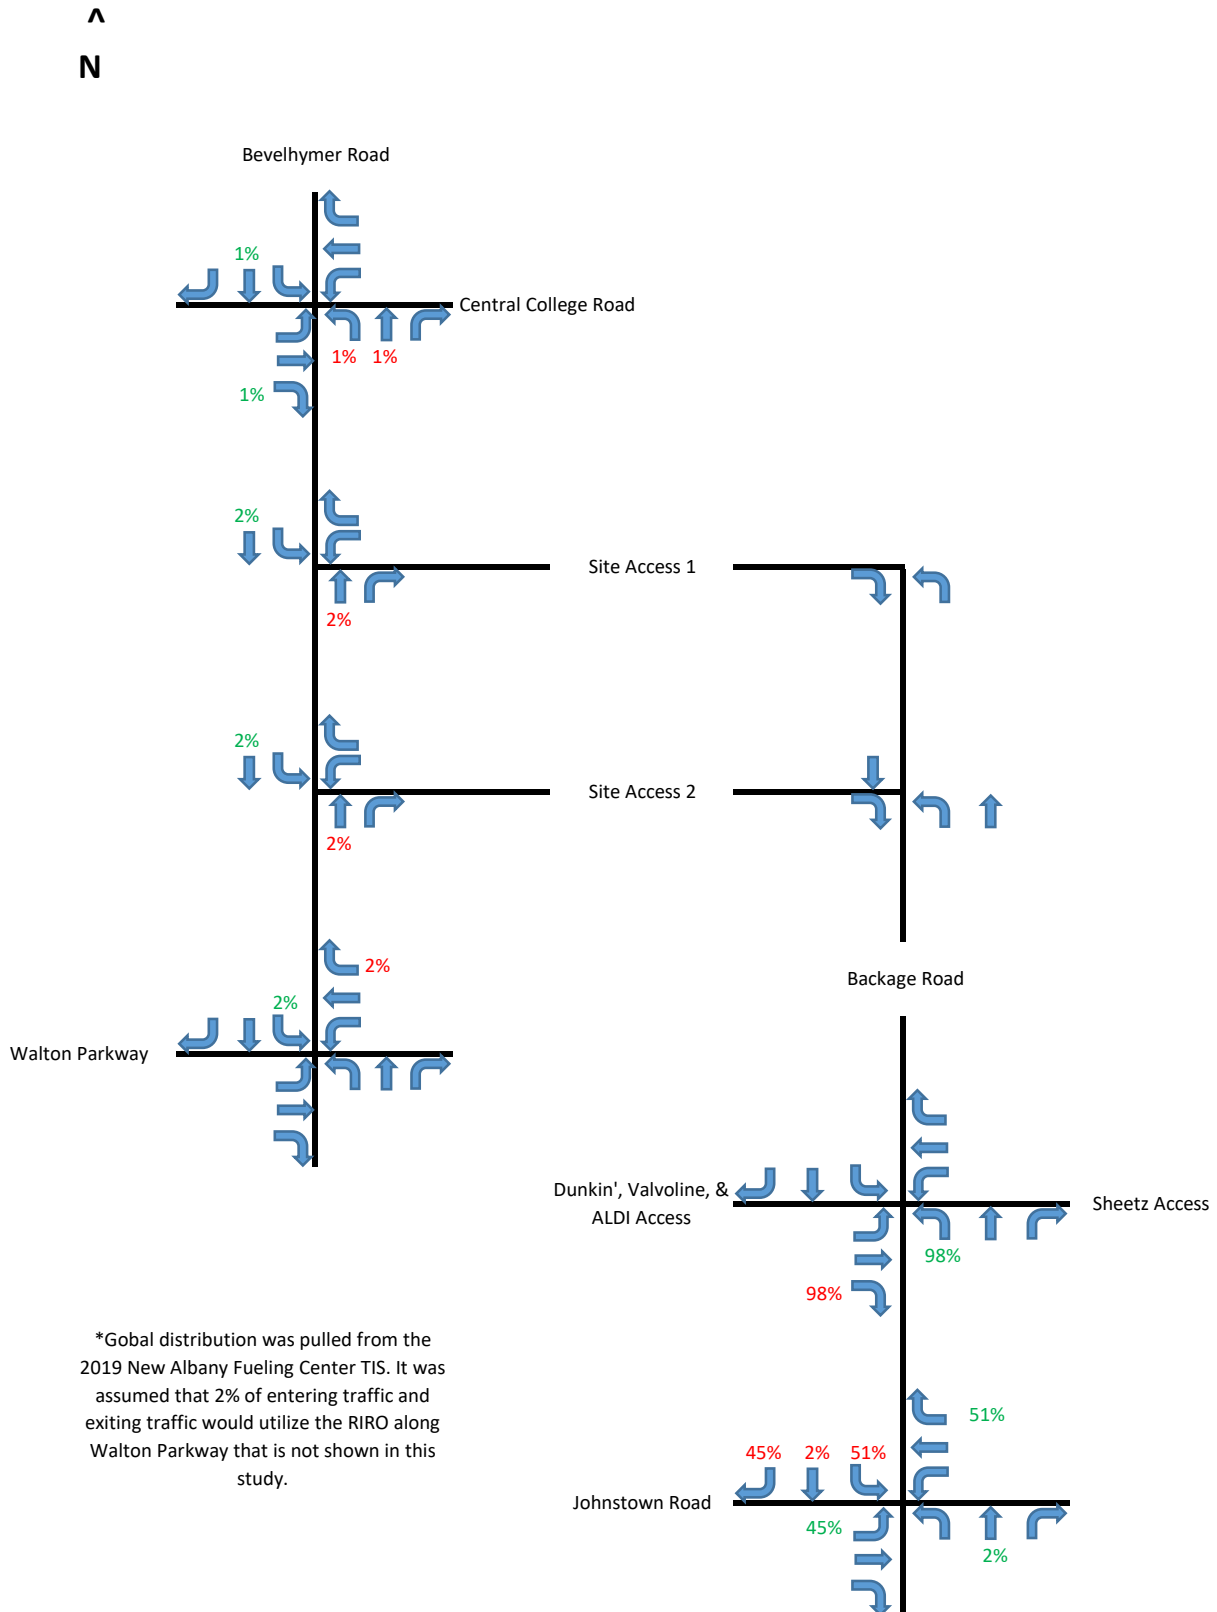 ^
N
Bevelhymer Road
1%
Central College Road
1% 1%
1%
2%
Site Access 1
2%
2%
Site Access 2
2%
2%
Backage Road
2%
Walton Parkway
Dunkin', Valvoline, &
ALDI Access
Sheetz Access
98%
98%
*Gobal distribution was pulled from the
2019 New Albany Fueling Center TIS. It was
assumed that 2% of entering traffic and
exiting traffic would utilize the RIRO along
Walton Parkway that is not shown in this
study.
51%
45% 2% 51%
Johnstown Road
45%
2%